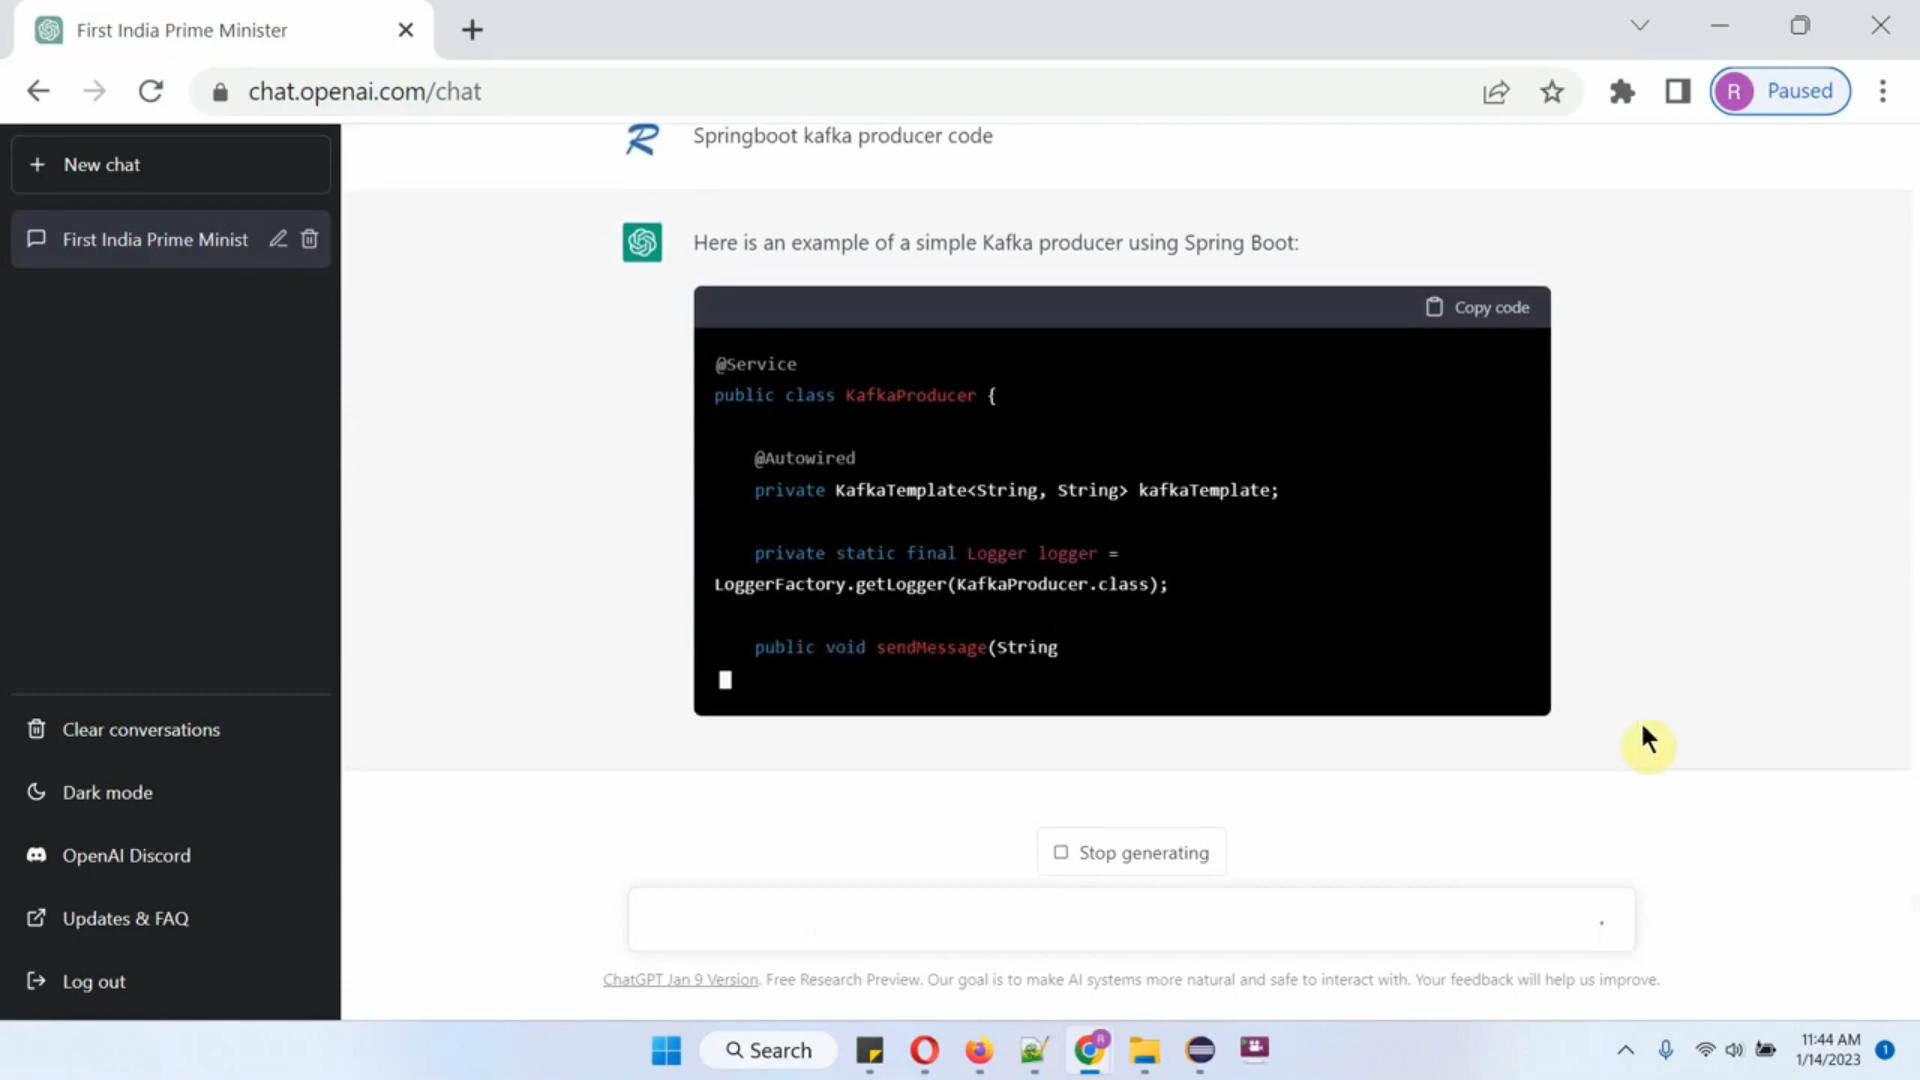 First India Prime Minister
chat.openai.com/chat
R
Paused
New chat
First India Prime Minist
Springboot kafka producer code
Here is an example of a simple Kafka producer using Spring Boot:
Copy code
@Service
public class KafkaProducer {
@Autowired
private KafkaTemplate<String, String> kafkaTemplate;
private static final Logger logger =
LoggerFactory.getLogger(KafkaProducer.class);
public void sendMessage(String
Clear conversations
Dark mode
OpenAI Discord
Updates & FAQ
Log out
Stop generating
ChatGPT Jan 9 Version. Free Research Preview. Our goal is to make AI systems more natural and safe to interact with. Your feedback will help us improve.
Search
R
11:44 AM
1/14/2023
1